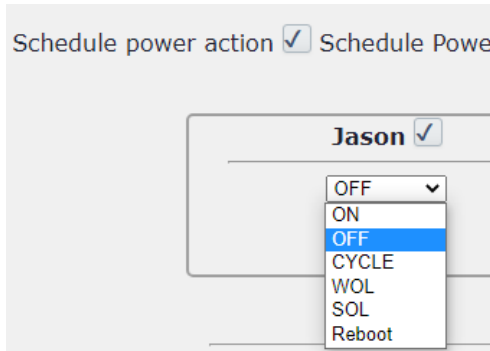 Schedule power action Schedule Powe
Jason
OFF
ON
OFF
CYCLE
WOL
SOL
Reboot